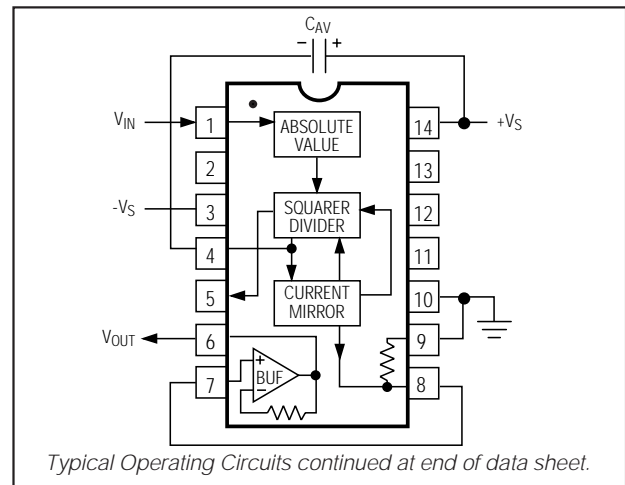 CAV
− +
VIN 1 ABSOLUTE VALUE 14 +VS
2 13
-VS 3 SQUARER DIVIDER 12
4 11
5 CURRENT MIRROR 10
VOUT 6 9
7 + BUF − 8
Typical Operating Circuits continued at end of data sheet.